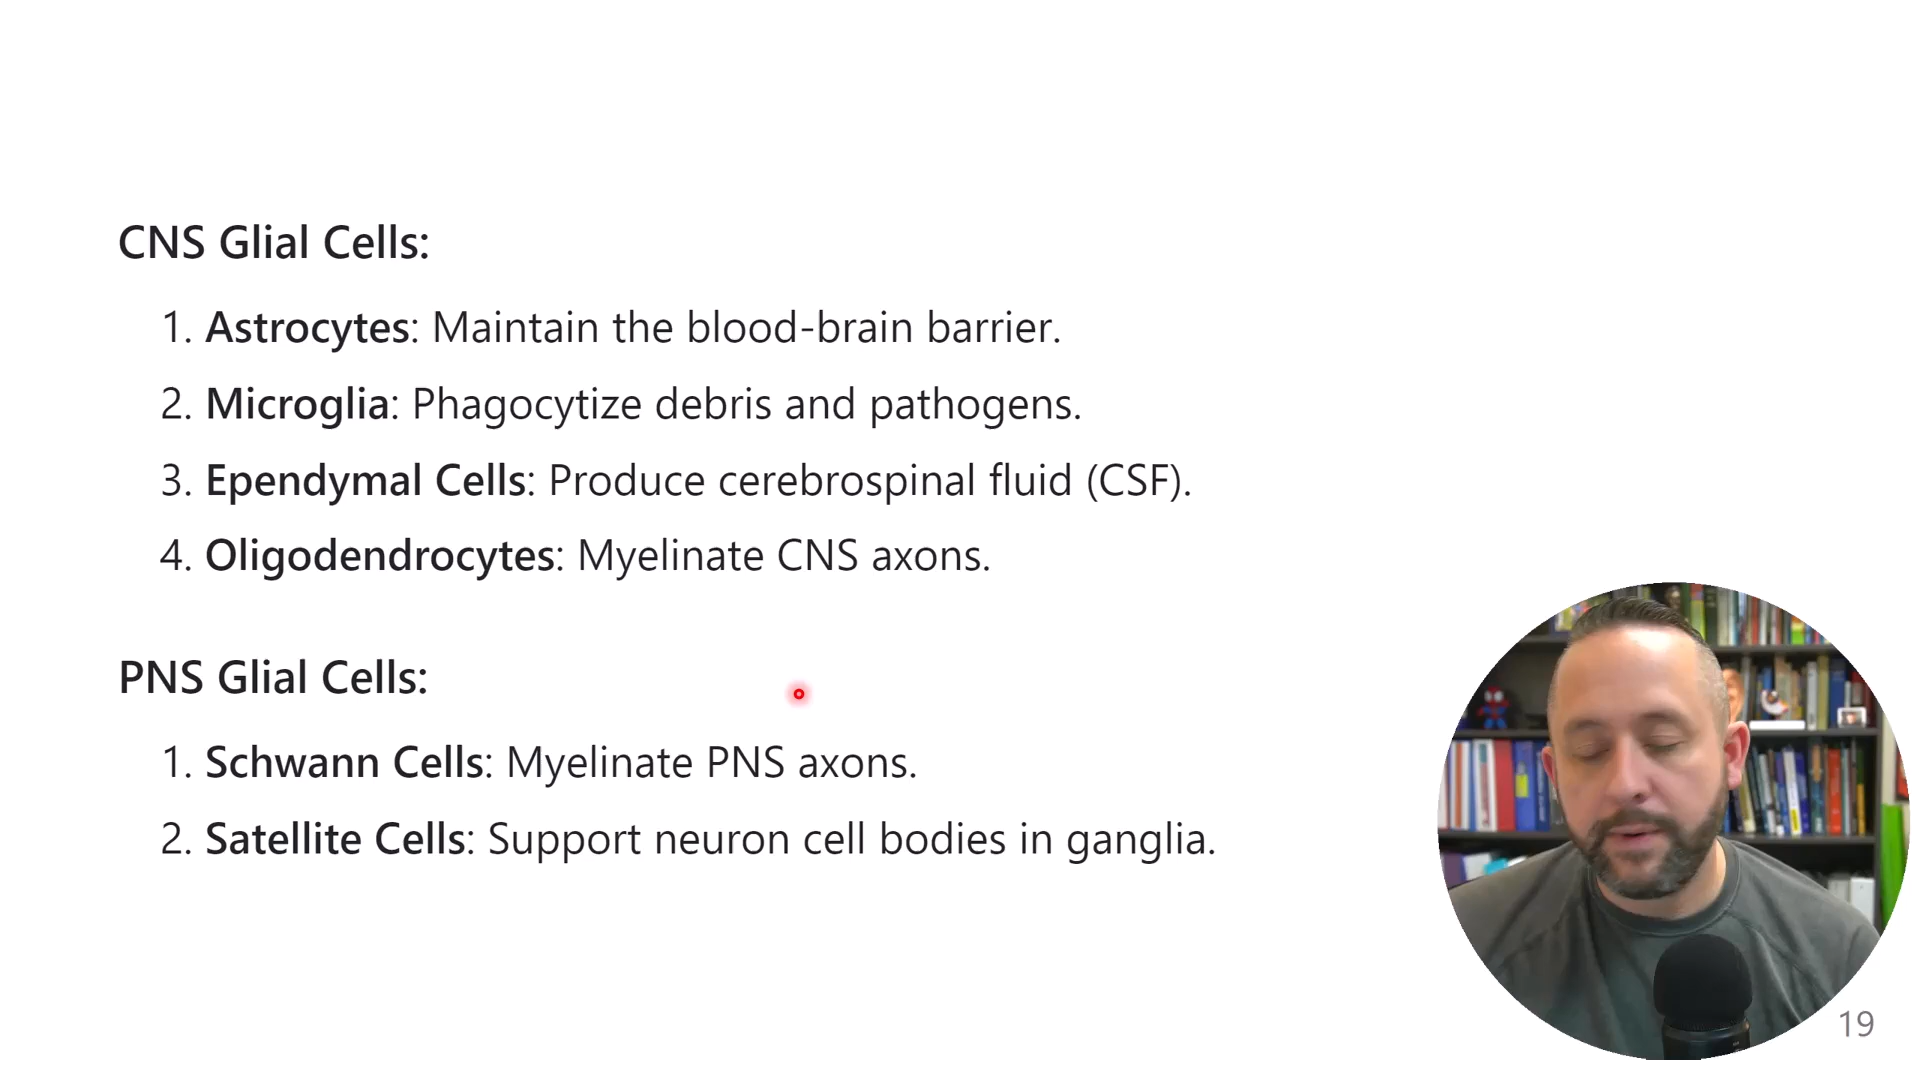 CNS Glial Cells:
1. Astrocytes: Maintain the blood-brain barrier.
2. Microglia: Phagocytize debris and pathogens.
3. Ependymal Cells: Produce cerebrospinal fluid (CSF).
4. Oligodendrocytes: Myelinate CNS axons.
PNS Glial Cells:
1. Schwann Cells: Myelinate PNS axons.
2. Satellite Cells: Support neuron cell bodies in ganglia.
19